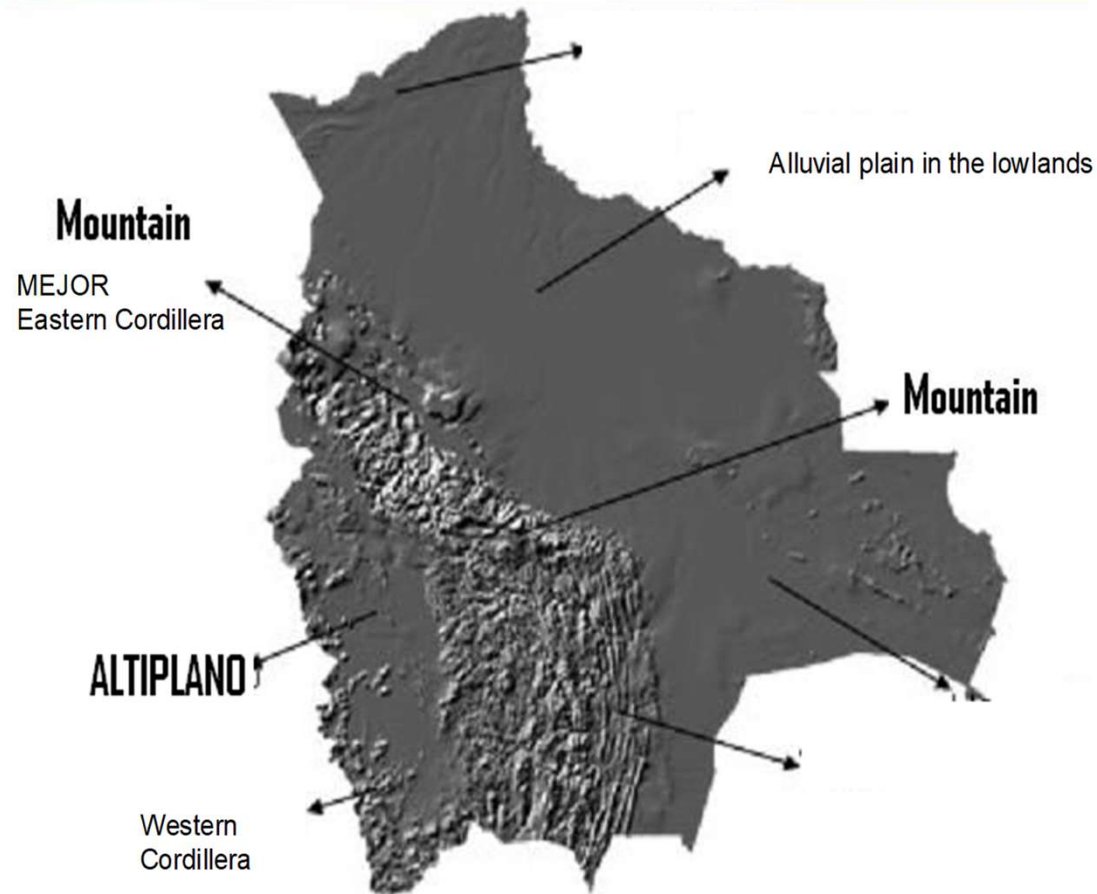 Alluvial plain in the lowlands
Mountain
MEJOR
Eastern Cordillera
Mountain
ALTIPLANO
Western
Cordillera